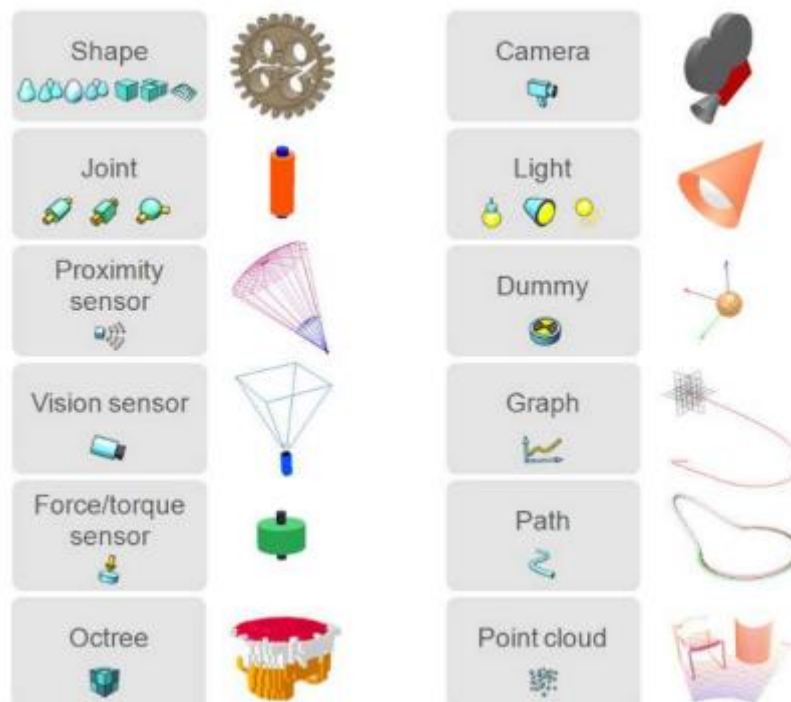 Shape
Camera
Joint
Light
Proximity
sensor
Dummy
Vision sensor
Graph
Force/torque
sensor
Path
Octree
Point cloud